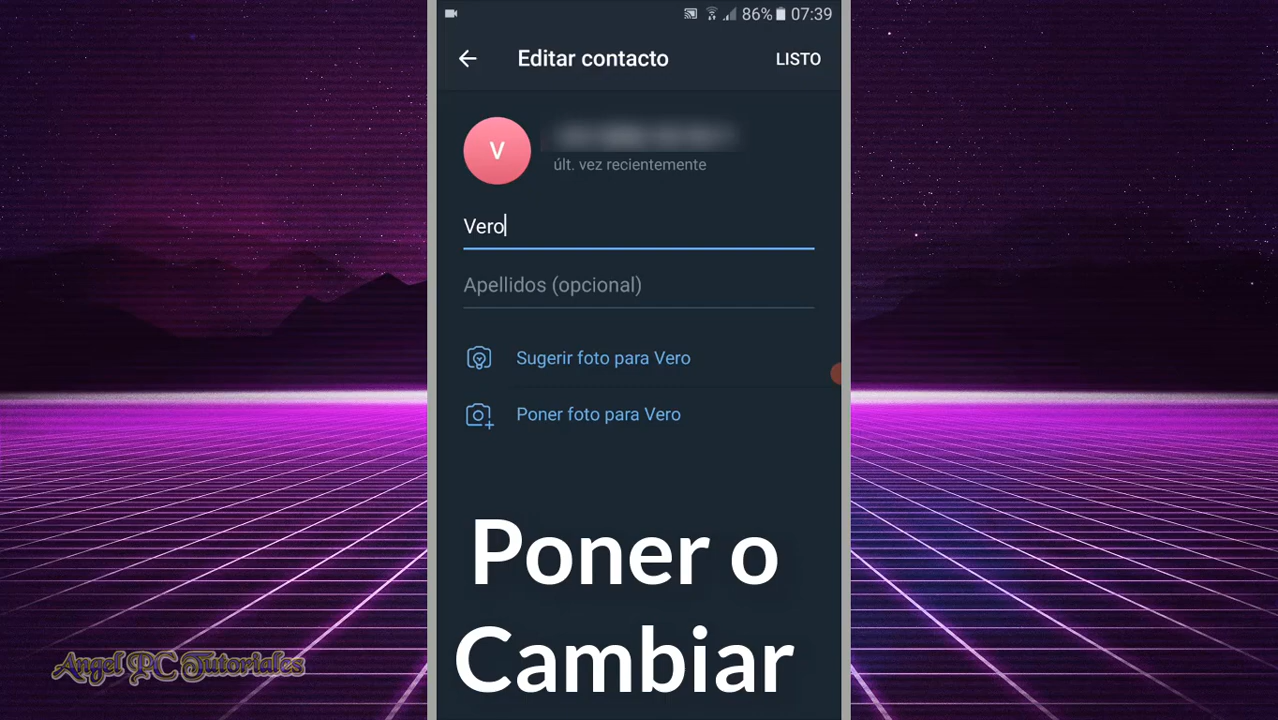 86% 07:39
Editar contacto LISTO
V
últ. vez recientemente
Vero
Apellidos (opcional)
Sugerir foto para Vero
Poner foto para Vero
Poner o
Cambiar
Angel PC Tutoriales